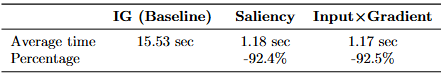 IG (Baseline) Saliency Input×Gradient
Average time 15.53 sec 1.18 sec 1.17 sec
Percentage -92.4% -92.5%